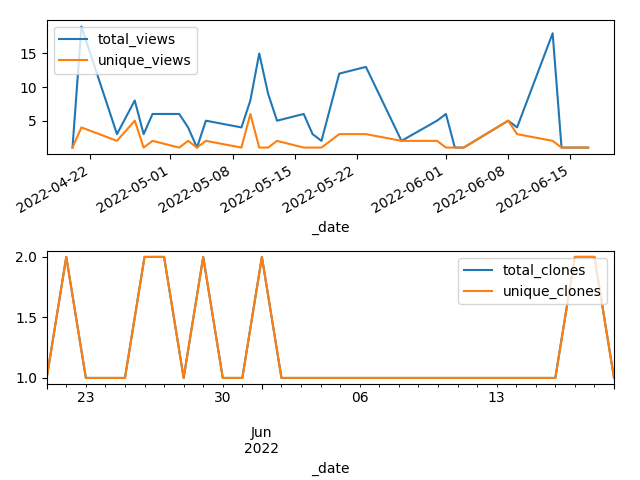 total_views
unique_views
15
10
5
2022-04-22
2022-05-01
2022-05-08
2022-05-15
2022-05-22
2022-06-01
2022-06-08
2022-06-15
_date
total_clones
unique_clones
2.0
1.5
1.0
23
30
06
13
Jun
2022
_date